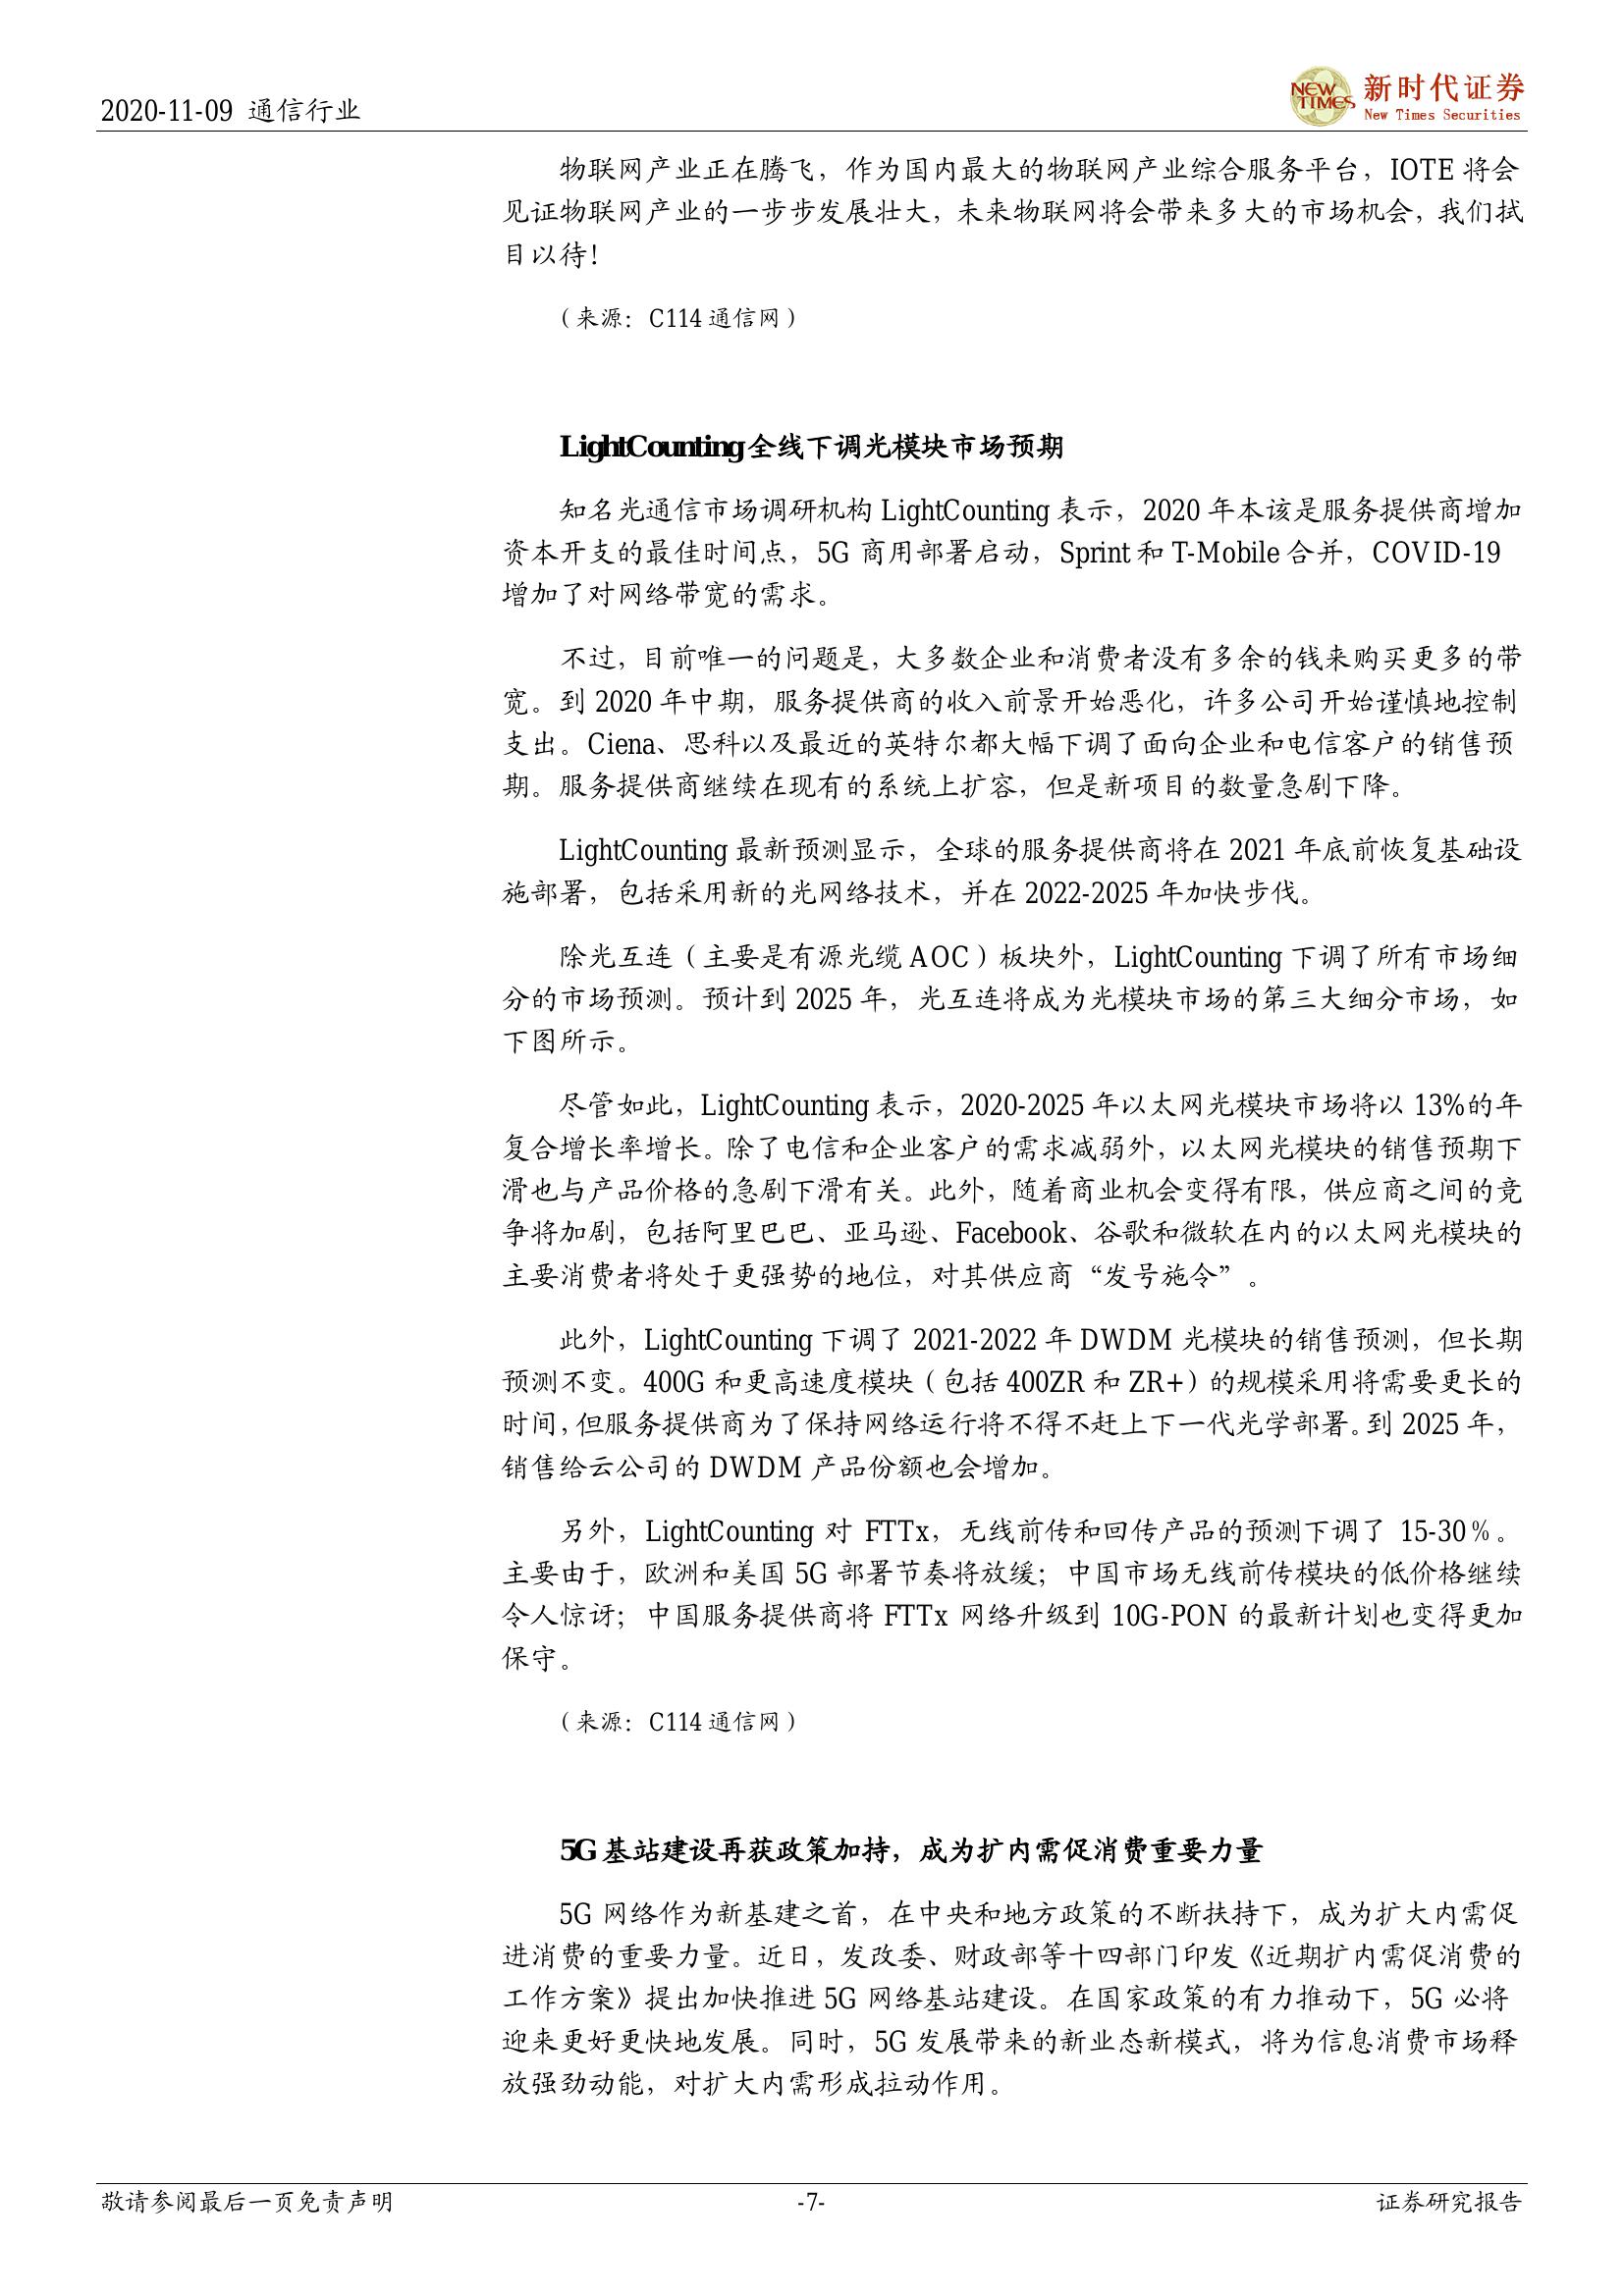 2020-11-09 通信行业
NEW TIMES
新时代证券
New Times Securities
物联网产业正在腾飞，作为国内最大的物联网产业综合服务平台，IOTE 将会
见证物联网产业的一步步发展壮大，未来物联网将会带来多大的市场机会，我们拭
目以待！
（来源：C114 通信网）
LightCounting 全线下调光模块市场预期
知名光通信市场调研机构 LightCounting 表示，2020 年本该是服务提供商增加
资本开支的最佳时间点，5G 商用部署启动，Sprint 和 T-Mobile 合并，COVID-19
增加了对网络带宽的需求。
不过，目前唯一的问题是，大多数企业和消费者没有多余的钱来购买更多的带
宽。到 2020 年中期，服务提供商的收入前景开始恶化，许多公司开始谨慎地控制
支出。Ciena、思科以及最近的英特尔都大幅下调了面向企业和电信客户的销售预
期。服务提供商继续在现有的系统上扩容，但是新项目的数量急剧下降。
LightCounting 最新预测显示，全球的服务提供商将在 2021 年底前恢复基础设
施部署，包括采用新的光网络技术，并在 2022-2025 年加快步伐。
除光互连（主要是有源光缆 AOC）板块外，LightCounting 下调了所有市场细
分的市场预测。预计到 2025 年，光互连将成为光模块市场的第三大细分市场，如
下图所示。
尽管如此，LightCounting 表示，2020-2025 年以太网光模块市场将以 13%的年
复合增长率增长。除了电信和企业客户的需求减弱外，以太网光模块的销售预期下
滑也与产品价格的急剧下滑有关。此外，随着商业机会变得有限，供应商之间的竞
争将加剧，包括阿里巴巴、亚马逊、Facebook、谷歌和微软在内的以太网光模块的
主要消费者将处于更强势的地位，对其供应商“发号施令”。
此外，LightCounting 下调了 2021-2022 年 DWDM 光模块的销售预测，但长期
预测不变。400G 和更高速度模块（包括 400ZR 和 ZR+）的规模采用将需要更长的
时间，但服务提供商为了保持网络运行将不得不赶上下一代光学部署。到 2025 年，
销售给云公司的 DWDM 产品份额也会增加。
另外，LightCounting 对 FTTx，无线前传和回传产品的预测下调了 15-30％。
主要由于，欧洲和美国 5G 部署节奏将放缓；中国市场无线前传模块的低价格继续
令人惊讶；中国服务提供商将 FTTx 网络升级到 10G-PON 的最新计划也变得更加
保守。
（来源：C114 通信网）
5G 基站建设再获政策加持，成为扩内需促消费重要力量
5G 网络作为新基建之首，在中央和地方政策的不断扶持下，成为扩大内需促
进消费的重要力量。近日，发改委、财政部等十四部门印发《近期扩内需促消费的
工作方案》提出加快推进 5G 网络基站建设。在国家政策的有力推动下，5G 必将
迎来更好更快地发展。同时，5G 发展带来的新业态新模式，将为信息消费市场释
放强劲动能，对扩大内需形成拉动作用。
敬请参阅最后一页免责声明
-7-
证券研究报告